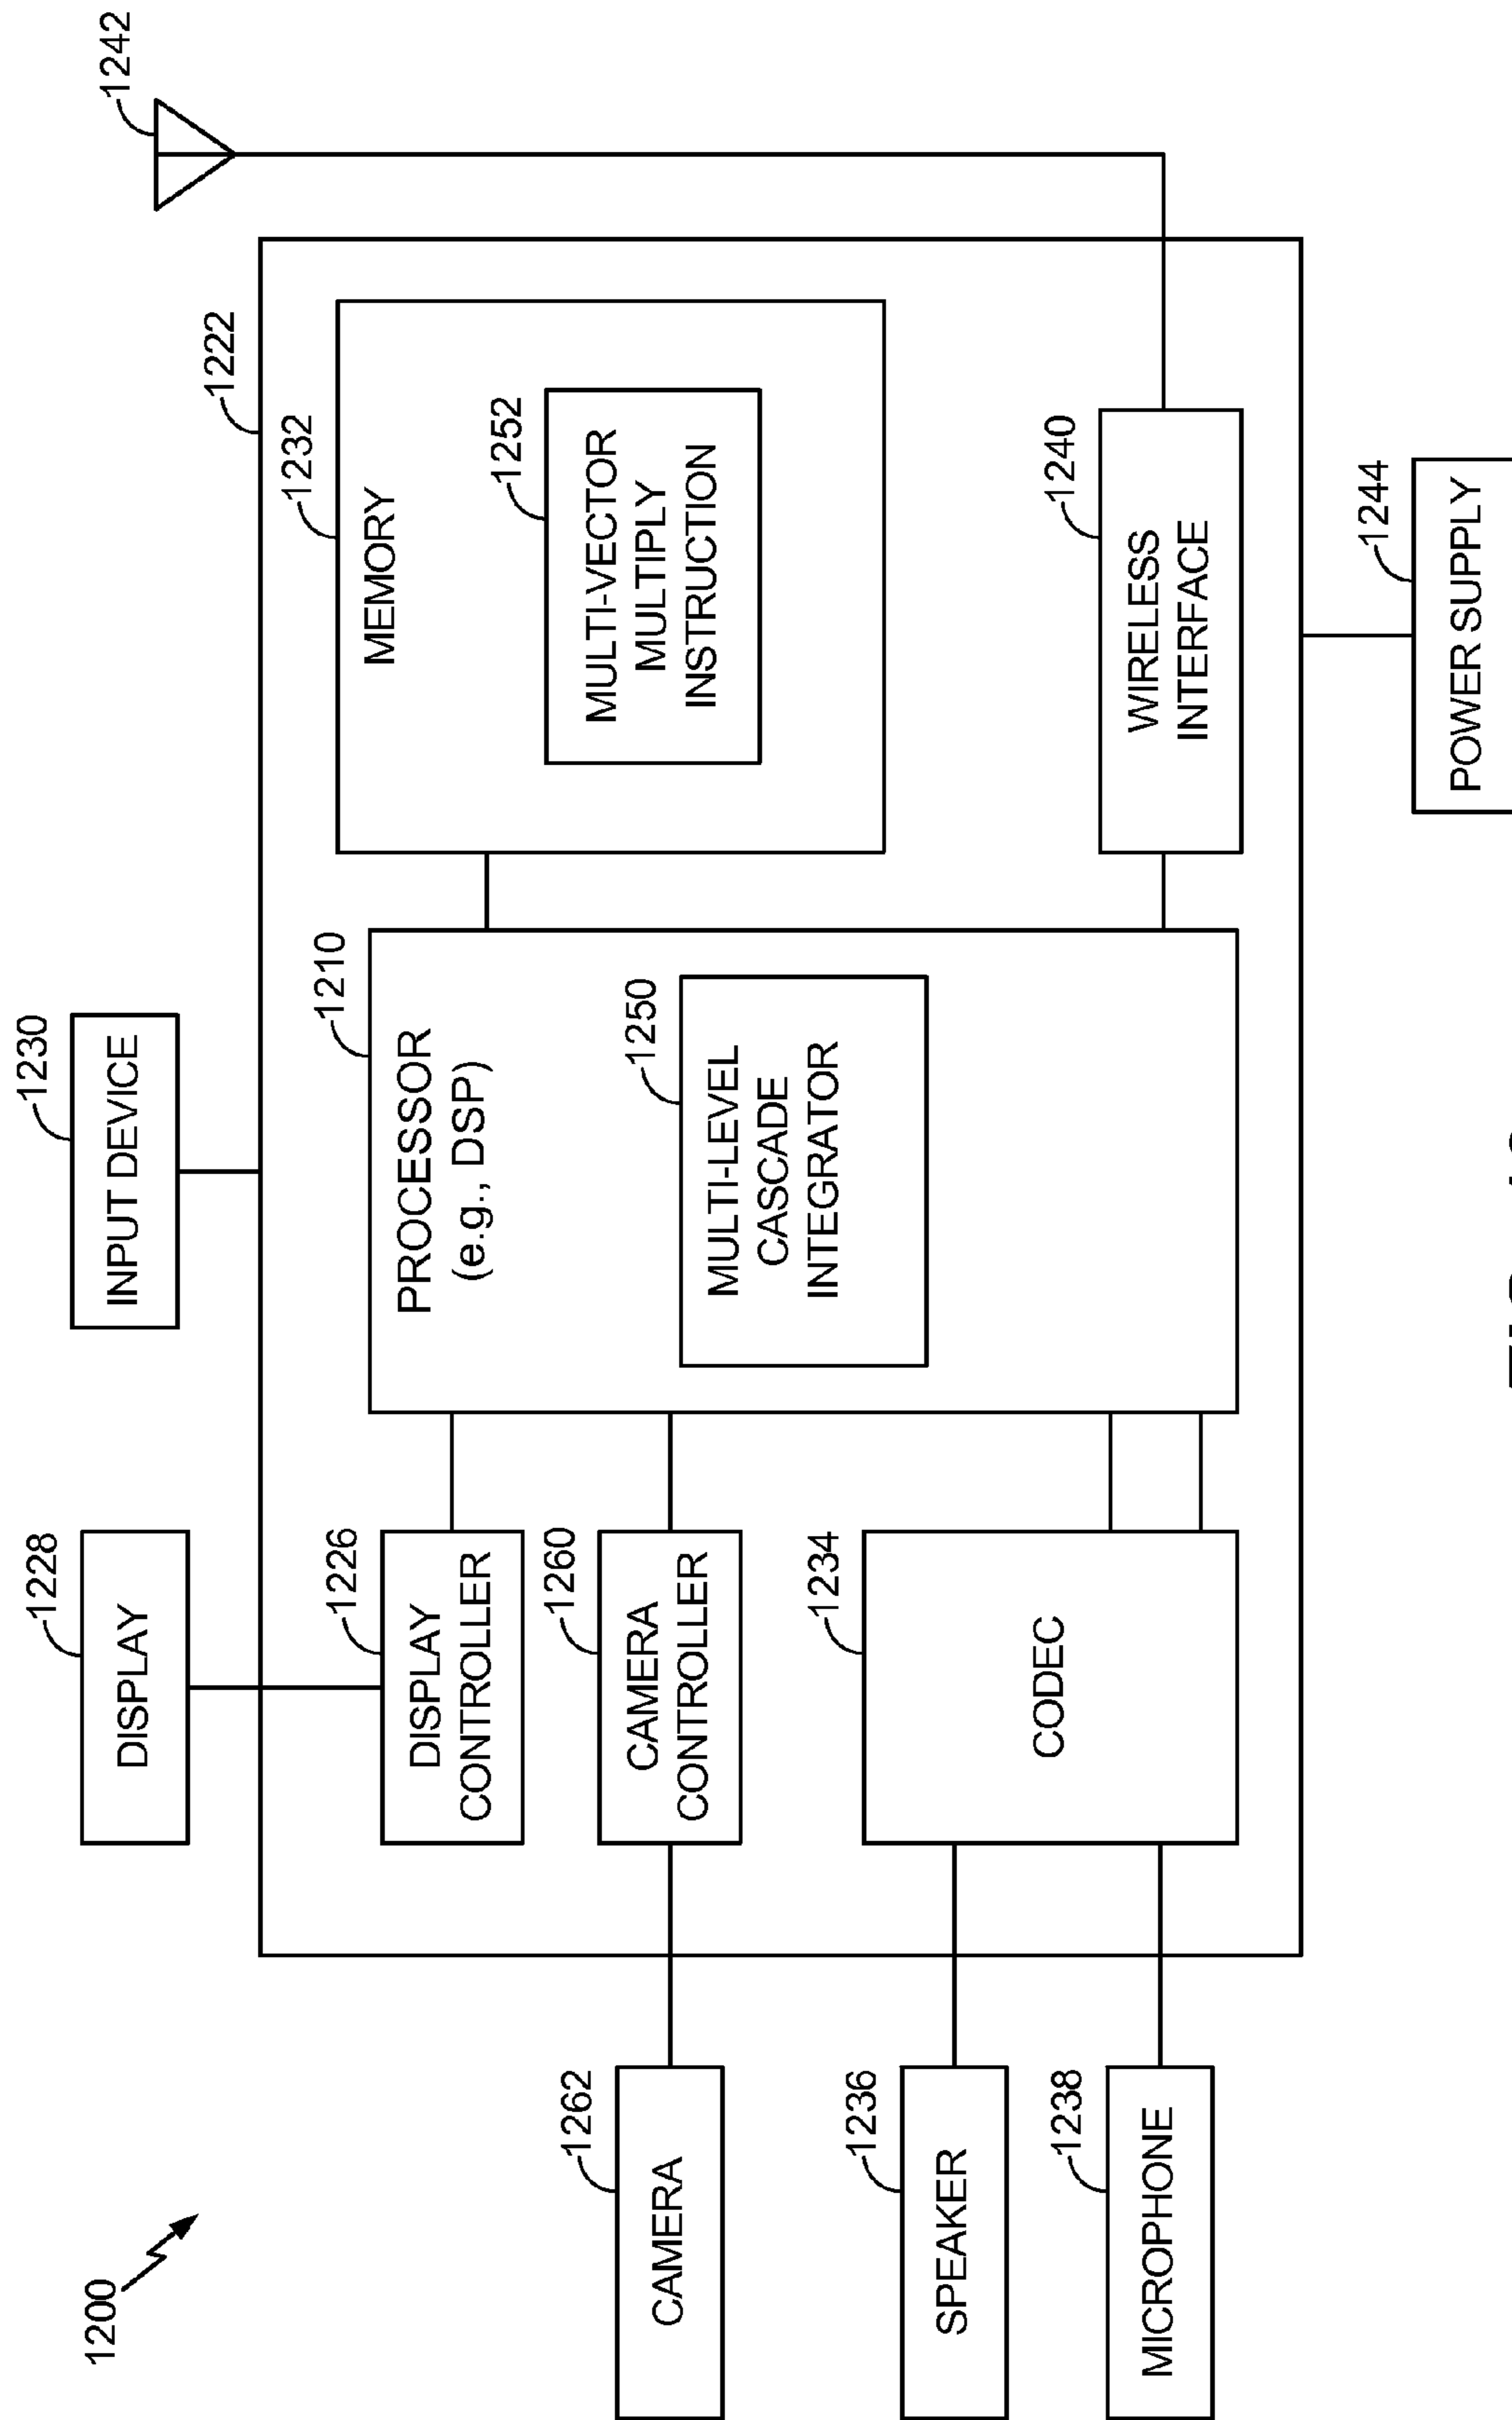 1200
1228
DISPLAY
1230
INPUT DEVICE
1242
1222
1226
DISPLAY
CONTROLLER
1210
PROCESSOR
(e.g., DSP)
1232
MEMORY
1262
CAMERA
1260
CAMERA
CONTROLLER
1250
MULTI-LEVEL
CASCADE
INTEGRATOR
1252
MULTI-VECTOR
MULTIPLY
INSTRUCTION
1236
SPEAKER
1234
CODEC
1238
MICROPHONE
1240
WIRELESS
INTERFACE
1244
POWER SUPPLY